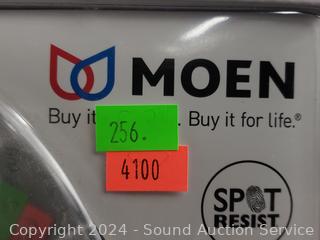 MOEN
Buy it . Buy it for life.®
256.
4100
SPOT
RESIST
Copyright 2024 - Sound Auction Service